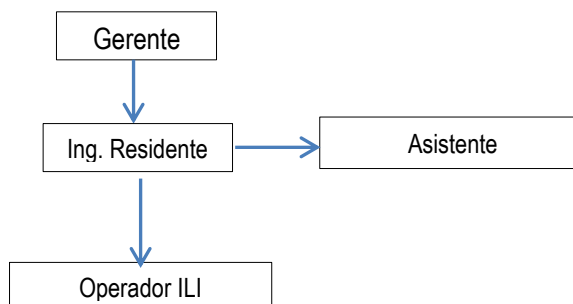 Gerente
Ing. Residente
Asistente
Operador ILI